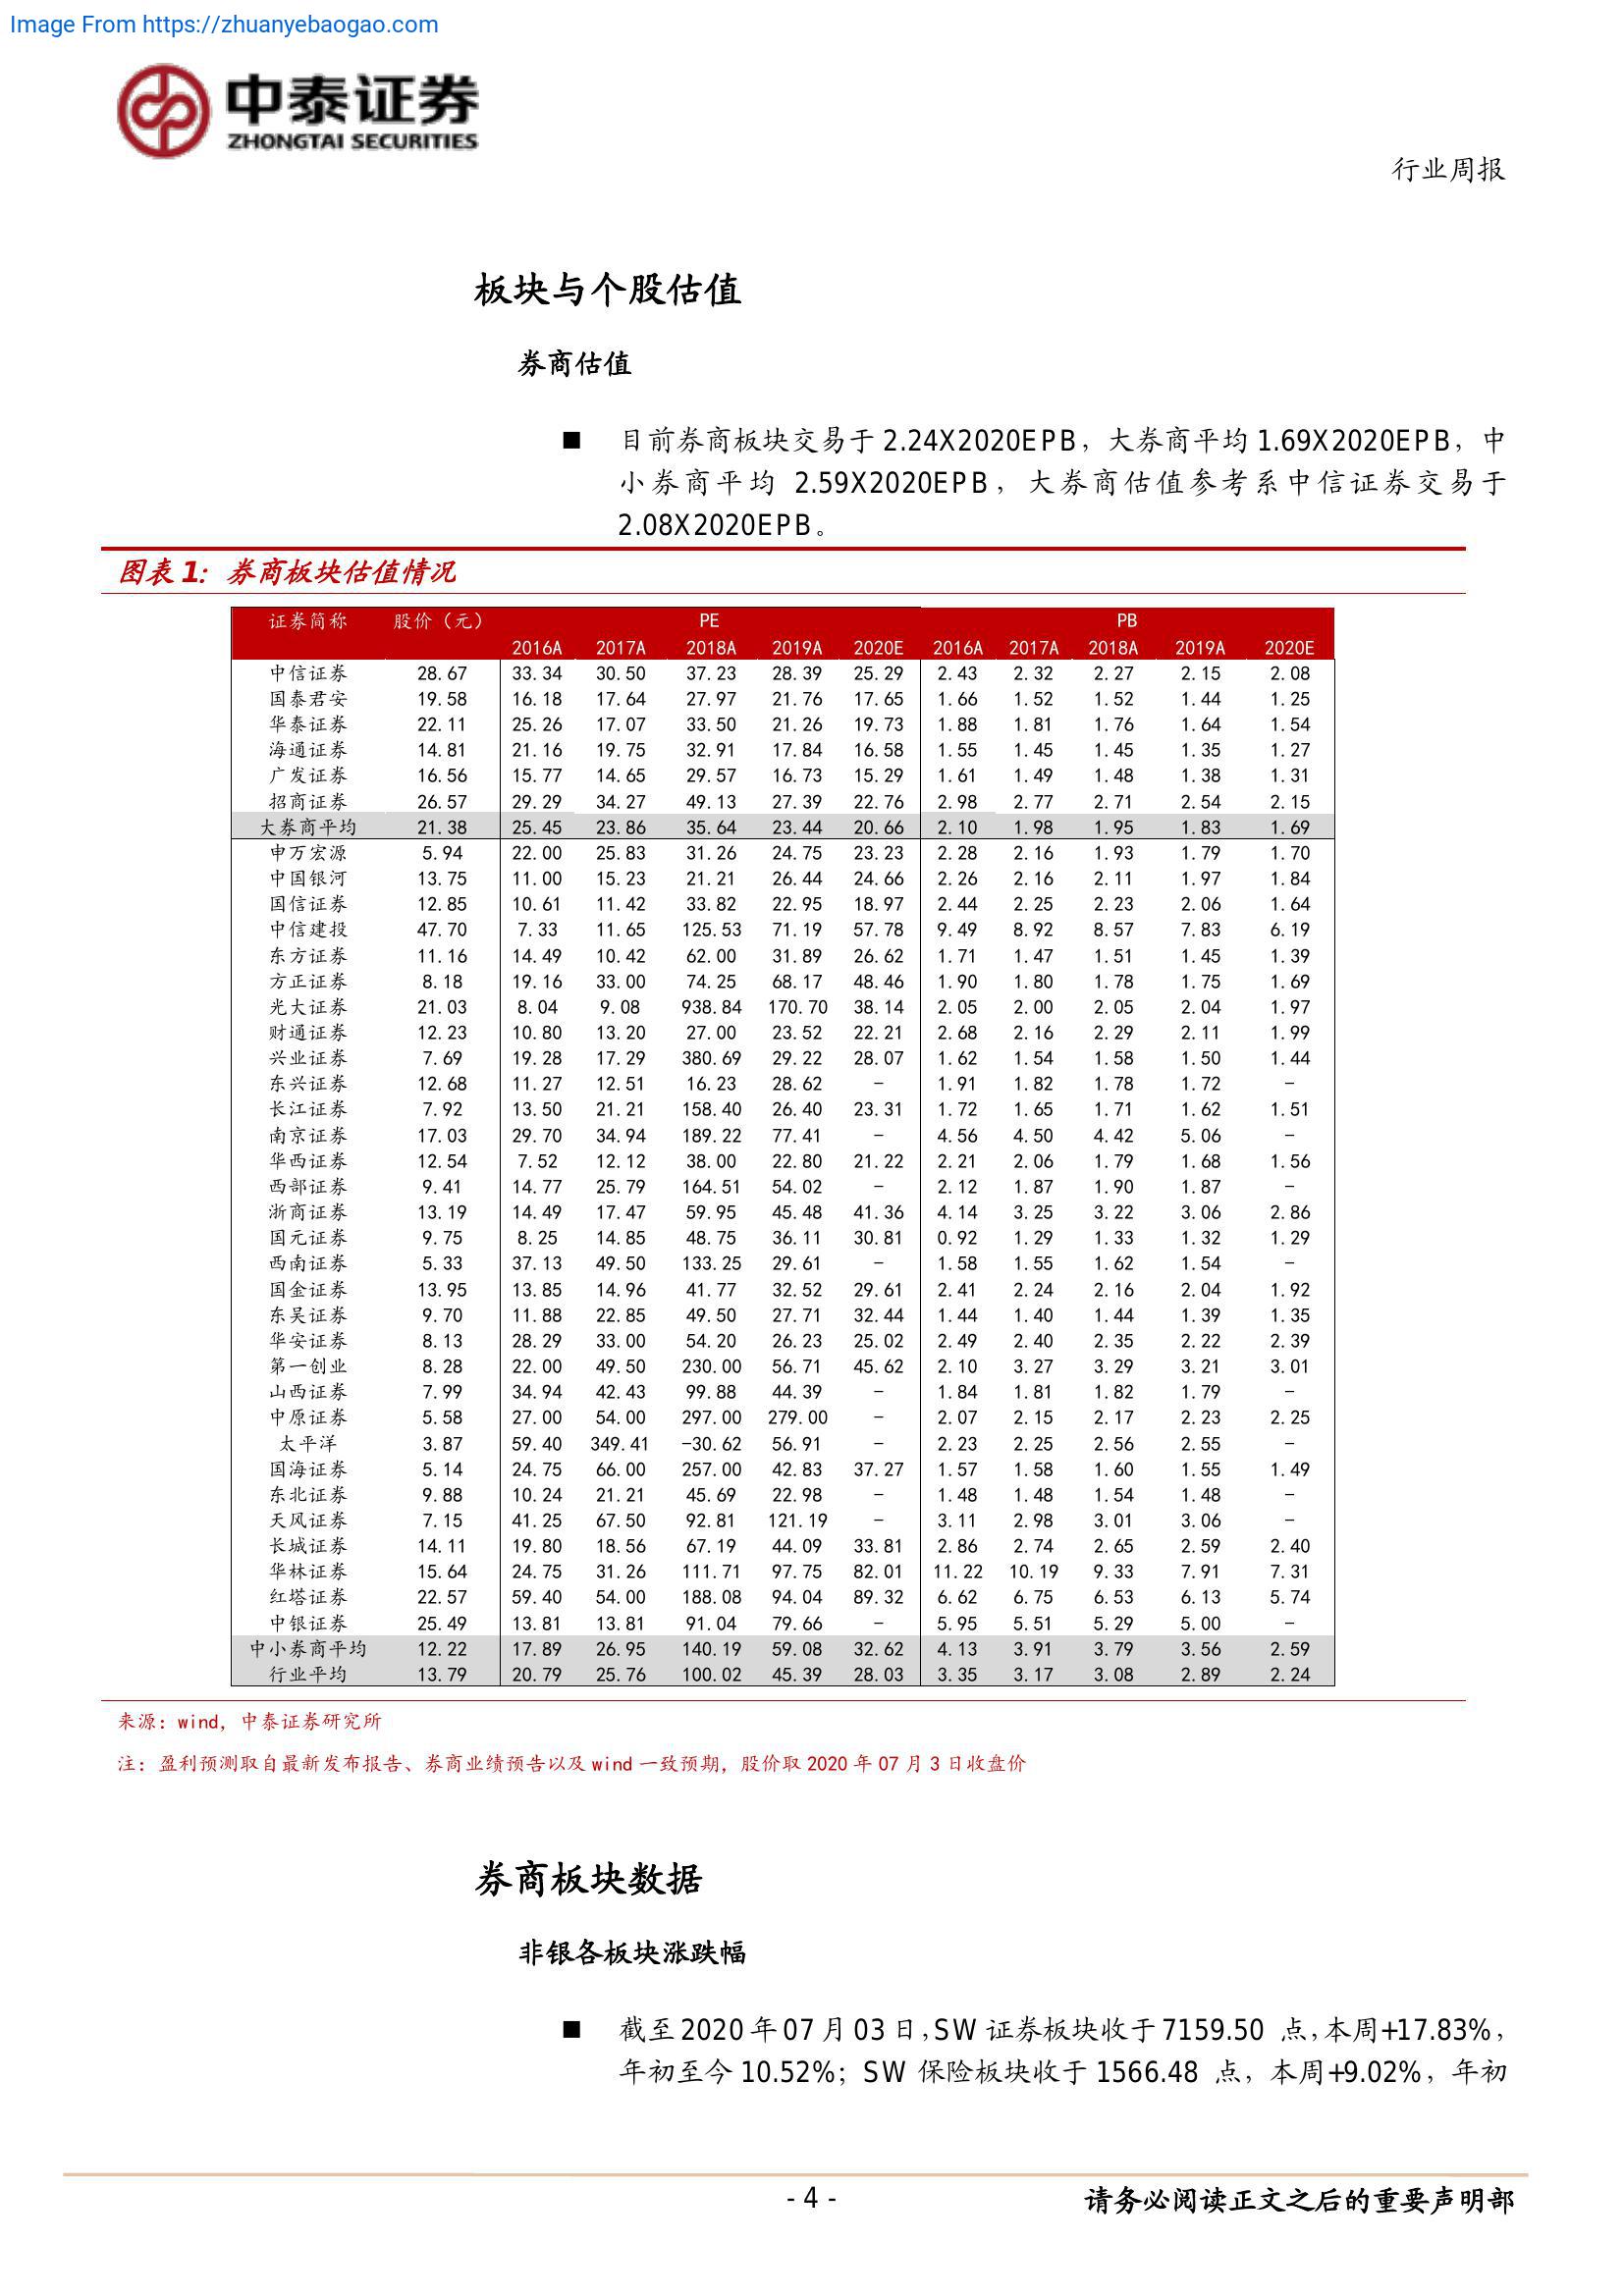 Image From https://zhuanyebaogao.com
中泰证券
ZHONGTAI SECURITIES
行业周报
板块与个股估值
券商估值
■ 目前券商板块交易于 2.24X2020EPB，大券商平均 1.69X2020EPB，中
小券商平均 2.59X2020EPB，大券商估值参考系中信证券交易于
2.08X2020EPB。
图表 1：券商板块估值情况
证券简称 股价（元） PE PB
2016A 2017A 2018A 2019A 2020E 2016A 2017A 2018A 2019A 2020E
中信证券 28.67 33.34 30.50 37.23 28.39 25.29 2.43 2.32 2.27 2.15 2.08
国泰君安 19.58 16.18 17.64 27.97 21.76 17.65 1.66 1.52 1.52 1.44 1.25
华泰证券 22.11 25.26 17.07 33.50 21.26 19.73 1.88 1.81 1.76 1.64 1.54
海通证券 14.81 21.16 19.75 32.91 17.84 16.58 1.55 1.45 1.45 1.35 1.27
广发证券 16.56 15.77 14.65 29.57 16.73 15.29 1.61 1.49 1.48 1.38 1.31
招商证券 26.57 29.29 34.27 49.13 27.39 22.76 2.98 2.77 2.71 2.54 2.15
大券商平均 21.38 25.45 23.86 35.64 23.44 20.66 2.10 1.98 1.95 1.83 1.69
申万宏源 5.94 22.00 25.83 31.26 24.75 23.23 2.28 2.16 1.93 1.79 1.70
中国银河 13.75 11.00 15.23 21.21 26.44 24.66 2.26 2.16 2.11 1.97 1.84
国信证券 12.85 10.61 11.42 33.82 22.95 18.97 2.44 2.25 2.23 2.06 1.64
中信建投 47.70 7.33 11.65 125.53 71.19 57.78 9.49 8.92 8.57 7.83 6.19
东方证券 11.16 14.49 10.42 62.00 31.89 26.62 1.71 1.47 1.51 1.45 1.39
方正证券 8.18 19.16 33.00 74.25 68.17 48.46 1.90 1.80 1.78 1.75 1.69
光大证券 21.03 8.04 9.08 938.84 170.70 38.14 2.05 2.00 2.05 2.04 1.97
财通证券 12.23 10.80 13.20 27.00 23.52 22.21 2.68 2.16 2.29 2.11 1.99
兴业证券 7.69 19.28 17.29 380.69 29.22 28.07 1.62 1.54 1.58 1.50 1.44
东兴证券 12.68 11.27 12.51 16.23 28.62 - 1.91 1.82 1.78 1.72 -
长江证券 7.92 13.50 21.21 158.40 26.40 23.31 1.72 1.65 1.71 1.62 1.51
南京证券 17.03 29.70 34.94 189.22 77.41 - 4.56 4.50 4.42 5.06 -
华西证券 12.54 7.52 12.12 38.00 22.80 21.22 2.21 2.06 1.79 1.68 1.56
西部证券 9.41 14.77 25.79 164.51 54.02 - 2.12 1.87 1.90 1.87 -
浙商证券 13.19 14.49 17.47 59.95 45.48 41.36 4.14 3.25 3.22 3.06 2.86
国元证券 9.75 8.25 14.85 48.75 36.11 30.81 0.92 1.29 1.33 1.32 1.29
西南证券 5.33 37.13 49.50 133.25 29.61 - 1.58 1.55 1.62 1.54 -
国金证券 13.95 13.85 14.96 41.77 32.52 29.61 2.41 2.24 2.16 2.04 1.92
东吴证券 9.70 11.88 22.85 49.50 27.71 32.44 1.44 1.40 1.44 1.39 1.35
华安证券 8.13 28.29 33.00 54.20 26.23 25.02 2.49 2.40 2.35 2.22 2.39
第一创业 8.28 22.00 49.50 230.00 56.71 45.62 2.10 3.27 3.29 3.21 3.01
山西证券 7.99 34.94 42.43 99.88 44.39 - 1.84 1.81 1.82 1.79 -
中原证券 5.58 27.00 54.00 297.00 279.00 - 2.07 2.15 2.17 2.23 2.25
太平洋 3.87 59.40 349.41 -30.62 56.91 - 2.23 2.25 2.56 2.55 -
国海证券 5.14 24.75 66.00 257.00 42.83 37.27 1.57 1.58 1.60 1.55 1.49
东北证券 9.88 10.24 21.21 45.69 22.98 - 1.48 1.48 1.54 1.48 -
天风证券 7.15 41.25 67.50 92.81 121.19 - 3.11 2.98 3.01 3.06 -
长城证券 14.11 19.80 18.56 67.19 44.09 33.81 2.86 2.74 2.65 2.59 2.40
华林证券 15.64 24.75 31.26 111.71 97.75 82.01 11.22 10.19 9.33 7.91 7.31
红塔证券 22.57 59.40 54.00 188.08 94.04 89.32 6.62 6.75 6.53 6.13 5.74
中银证券 25.49 13.81 13.81 91.04 79.66 - 5.95 5.51 5.29 5.00 -
中小券商平均 12.22 17.89 26.95 140.19 59.08 32.62 4.13 3.91 3.79 3.56 2.59
行业平均 13.79 20.79 25.76 100.02 45.39 28.03 3.35 3.17 3.08 2.89 2.24
来源：wind，中泰证券研究所
注：盈利预测取自最新发布报告、券商业绩预告以及 wind 一致预期，股价取 2020 年 07 月 3 日收盘价
券商板块数据
非银各板块涨跌幅
■ 截至 2020 年 07 月 03 日，SW 证券板块收于 7159.50 点，本周+17.83%，
年初至今 10.52%；SW 保险板块收于 1566.48 点，本周+9.02%，年初
- 4 -
请务必阅读正文之后的重要声明部